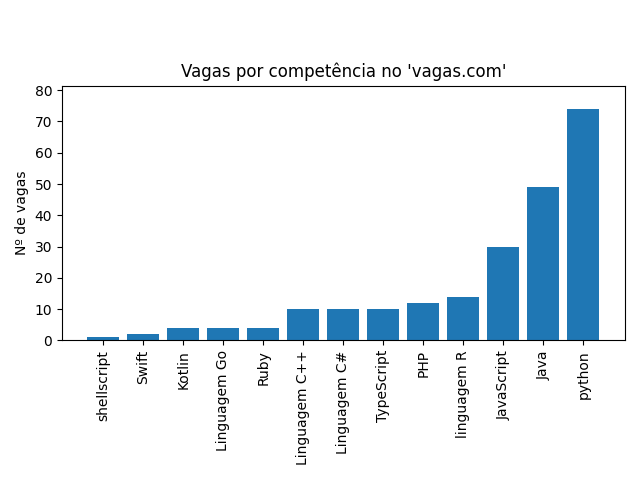 Vagas por competência no 'vagas.com'
Nº de vagas
80
70
60
50
40
30
20
10
0
shellscript
Swift
Kotlin
Linguagem Go
Ruby
Linguagem C++
Linguagem C#
TypeScript
PHP
linguagem R
JavaScript
Java
python